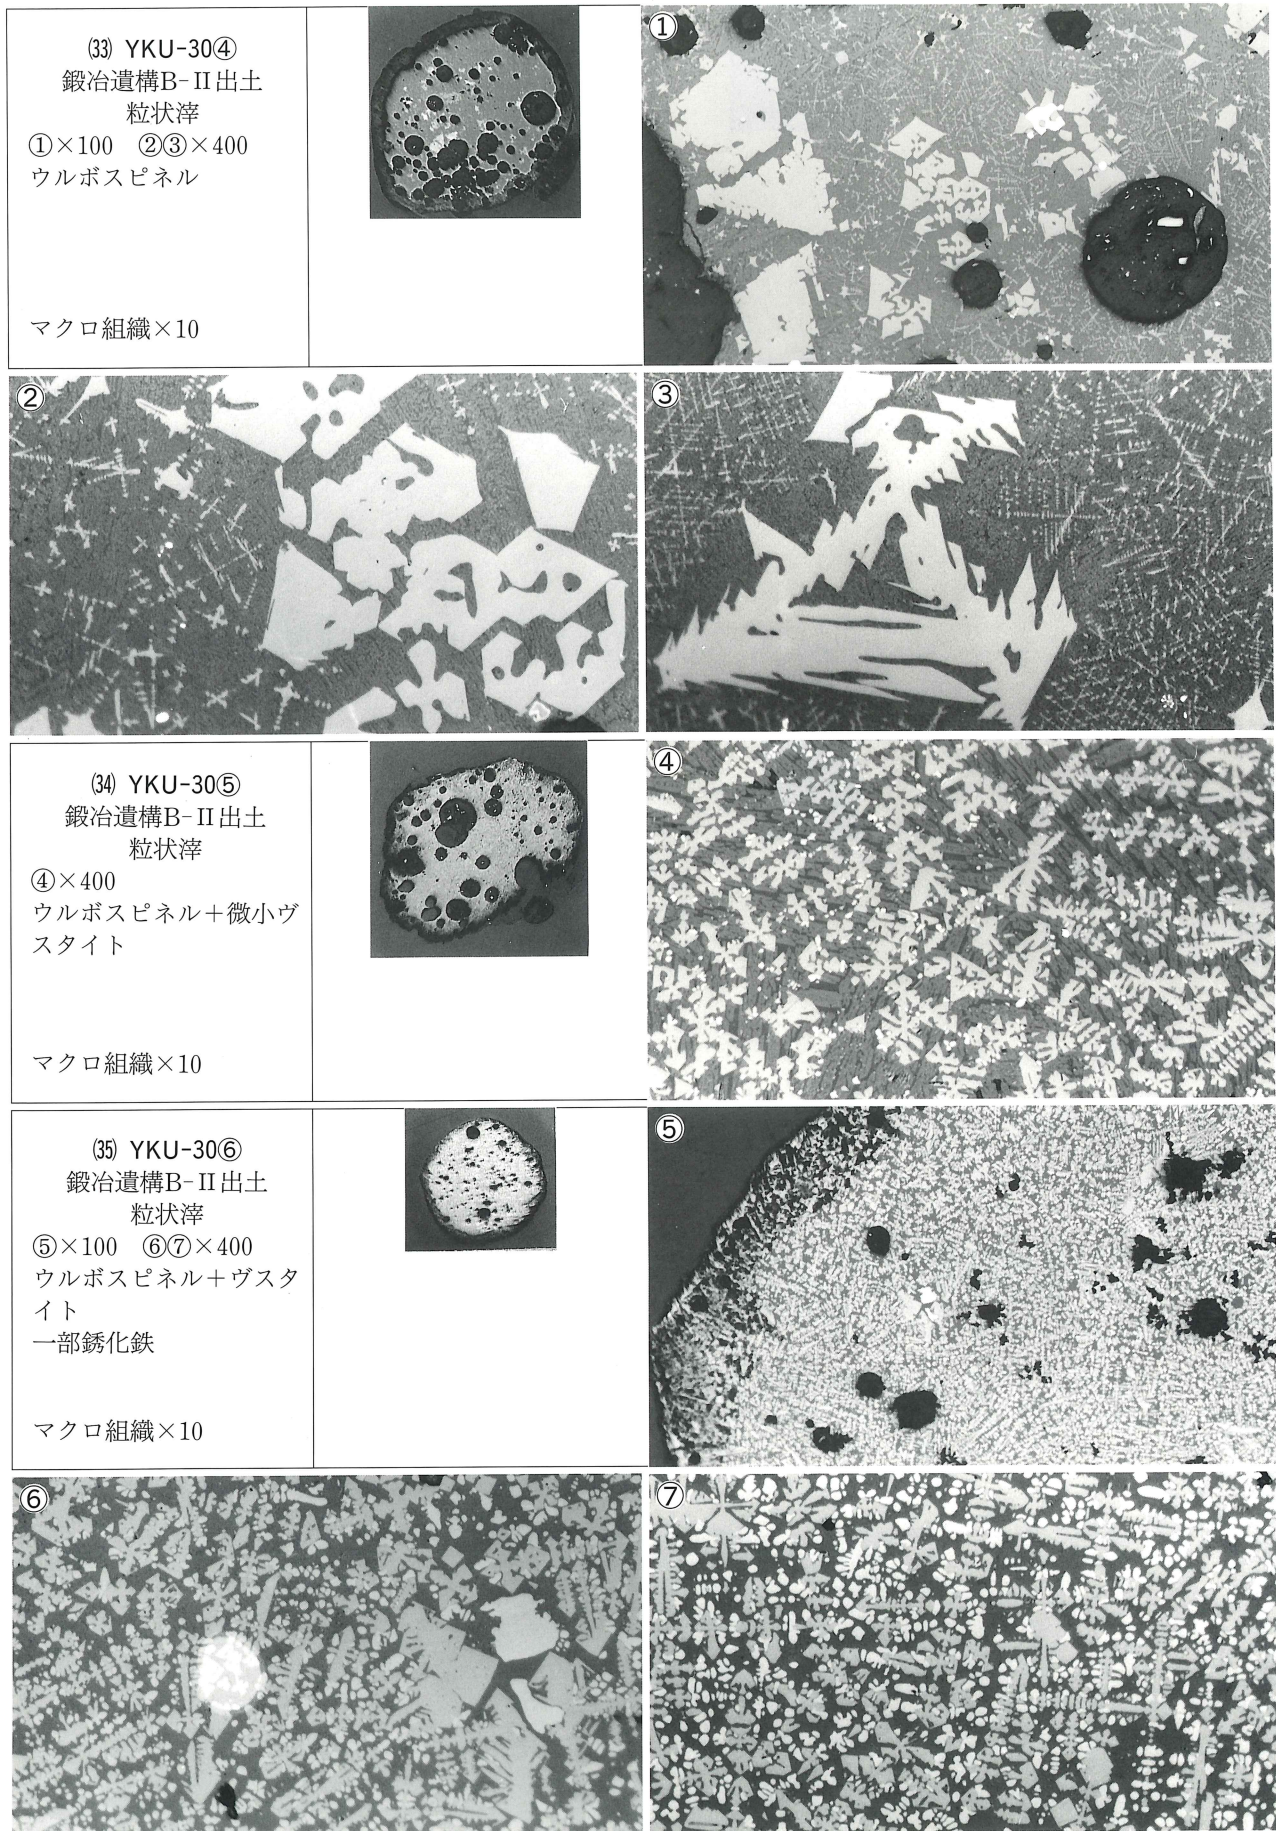 (33) YKU-30④
鍛冶遺構B-Ⅱ出土
粒状滓
①×100 ②③×400
ウルボスピネル
マクロ組織×10
①
②
③
(34) YKU-30⑤
鍛冶遺構B-Ⅱ出土
粒状滓
④×400
ウルボスピネル＋微小ヴ
スタイト
マクロ組織×10
④
(35) YKU-30⑥
鍛冶遺構B-Ⅱ出土
粒状滓
⑤×100 ⑥⑦×400
ウルボスピネル＋ヴスタ
イト
一部銹化鉄
マクロ組織×10
⑤
⑥
⑦